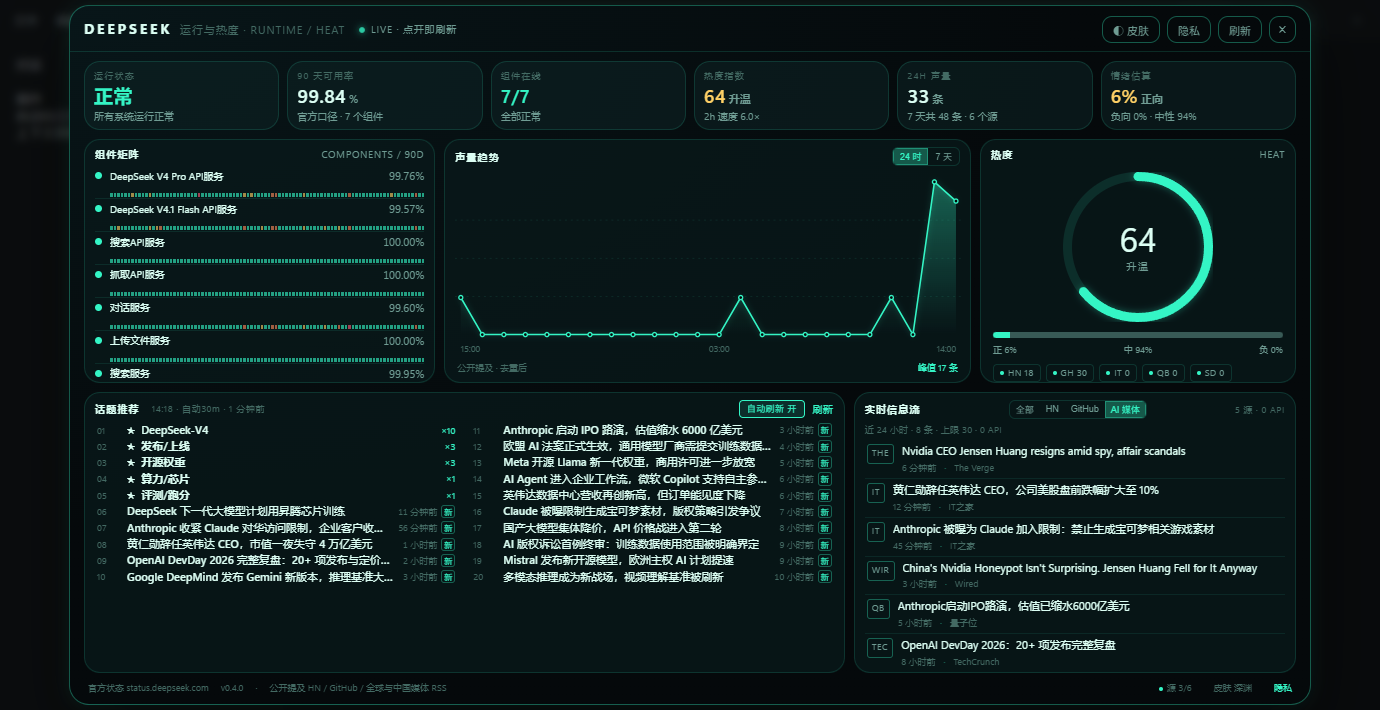 DEEPSEEK 运行与热度 · RUNTIME / HEAT LIVE · 点开即刷新 皮肤 隐私 刷新 ×
运行状态
正常
所有系统运行正常
90 天可用率
99.84 %
官方口径 · 7 个组件
组件在线
7/7
全部正常
热度指数
64 升温
2h 速度 6.0×
24H 声量
33 条
7 天共 48 条 · 6 个源
情绪估算
6% 正向
负向 0% · 中性 94%
组件矩阵 COMPONENTS / 90D
DeepSeek V4 Pro API服务 99.76%
DeepSeek V4.1 Flash API服务 99.57%
搜索API服务 100.00%
抓取API服务 100.00%
对话服务 99.60%
上传文件服务 100.00%
搜索服务 99.95%
声量趋势 24 时 7 天
15:00 03:00 14:00
公开提及 · 去重后 峰值 17 条
热度 HEAT
64
升温
正 6% 中 94% 负 0%
HN 18 GH 30 IT 0 QB 0 SD 0
话题推荐 14:18 · 自动30m · 1 分钟前 自动刷新 开 刷新
01 ★ DeepSeek-V4 ×10
02 ★ 发布/上线 ×3
03 ★ 开源权重 ×3
04 ★ 算力/芯片 ×1
05 ★ 评测/跑分 ×1
06 DeepSeek 下一代大模型计划用昇腾芯片训练 11 分钟前 新
07 Anthropic 收紧 Claude 对华访问限制，企业客户收... 56 分钟前 新
08 黄仁勋辞任英伟达 CEO，市值一夜失守 4 万亿美元 1 小时前 新
09 OpenAI DevDay 2026 完整复盘：20+ 项发布与定价... 2 小时前 新
10 Google DeepMind 发布 Gemini 新版本，推理基准大... 3 小时前 新
11 Anthropic 启动 IPO 路演，估值缩水 6000 亿美元 3 小时前 新
12 欧盟 AI 法案正式生效，通用模型厂商需提交训练数据... 4 小时前 新
13 Meta 开源 Llama 新一代权重，商用许可进一步放宽 5 小时前 新
14 AI Agent 进入企业工作流，微软 Copilot 支持自主参... 6 小时前 新
15 英伟达数据中心营收再创新高，但订单能见度下降 6 小时前 新
16 Claude 被曝限制生成宝可梦素材，版权策略引发争议 7 小时前 新
17 国产大模型集体降价，API 价格战进入第二轮 8 小时前 新
18 AI 版权诉讼首例终审：训练数据使用范围被明确界定 9 小时前 新
19 Mistral 发布新开源模型，欧洲主权 AI 计划提速 9 小时前 新
20 多模态推理成为新战场，视频理解基准被刷新 10 小时前 新
实时信息流 全部 HN GitHub AI 媒体 5 源 · 0 API
近 24 小时 · 8 条 · 上限 30 · 0 API
THE Nvidia CEO Jensen Huang resigns amid spy, affair scandals
6 分钟前 · The Verge
IT 黄仁勋辞任英伟达 CEO，公司美股盘前跌幅扩大至 10%
12 分钟前 · IT之家
IT Anthropic 被曝为 Claude 加入限制：禁止生成宝可梦相关游戏素材
45 分钟前 · IT之家
WIR China's Nvidia Honeypot Isn't Surprising. Jensen Huang Fell for It Anyway
3 小时前 · Wired
QB Anthropic启动IPO路演，估值已缩水6000亿美元
5 小时前 · 量子位
TEC OpenAI DevDay 2026：20+ 项发布完整复盘
8 小时前 · TechCrunch
官方状态 status.deepseek.com v0.4.0 · 公开提及 HN / GitHub / 全球与中国媒体 RSS 源 3/6 皮肤 深渊 隐私